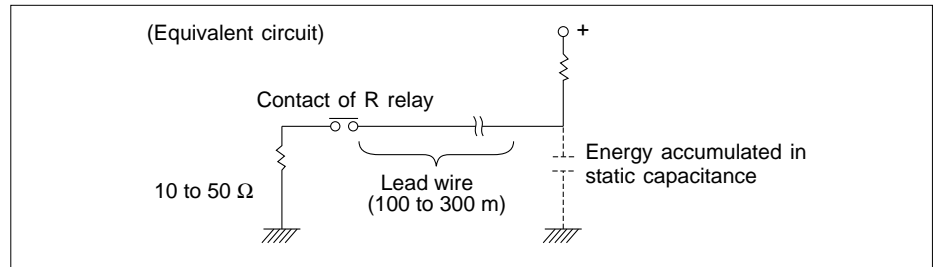 (Equivalent circuit)
+
Contact of R relay
Energy accumulated in
static capacitance
10 to 50 Ω
Lead wire
(100 to 300 m)